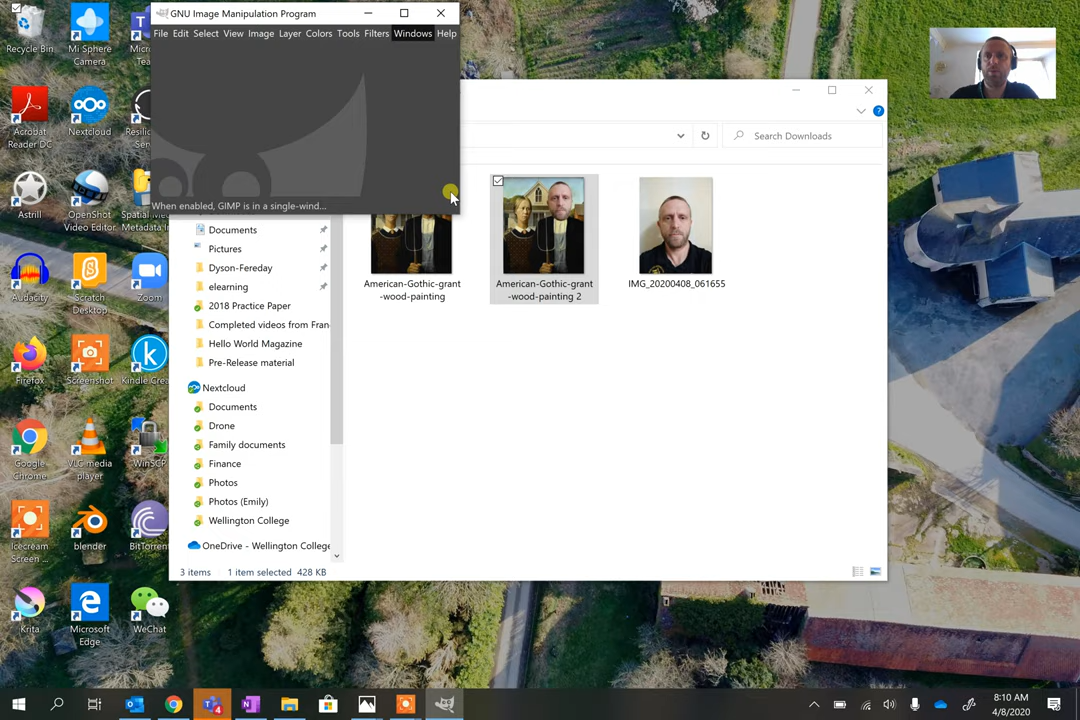 GNU Image Manipulation Program
File Edit Select View Image Layer Colors Tools Filters Windows Help
When enabled, GIMP is in a single-wind...
Recycle Bin
Mi Sphere
Camera
Acrobat
Reader DC
Nextcloud
Astrill
OpenShot
Video Editor
Audacity
Scratch
Desktop
Zoom
Firefox
Screenshot
Kindle Crea
Google
Chrome
VLC media
player
WinSCP
Icecream
Screen ...
blender
BitTorrent
Krita
Microsoft
Edge
WeChat
Search Downloads
Documents
Pictures
Dyson-Fereday
elearning
2018 Practice Paper
Completed videos from Fran
Hello World Magazine
Pre-Release material
Nextcloud
Documents
Drone
Family documents
Finance
Photos
Photos (Emily)
Wellington College
OneDrive - Wellington College
American-Gothic-grant
-wood-painting
American-Gothic-grant
-wood-painting 2
IMG_20200408_061655
3 items 1 item selected 428 KB
4
8:10 AM
4/8/2020